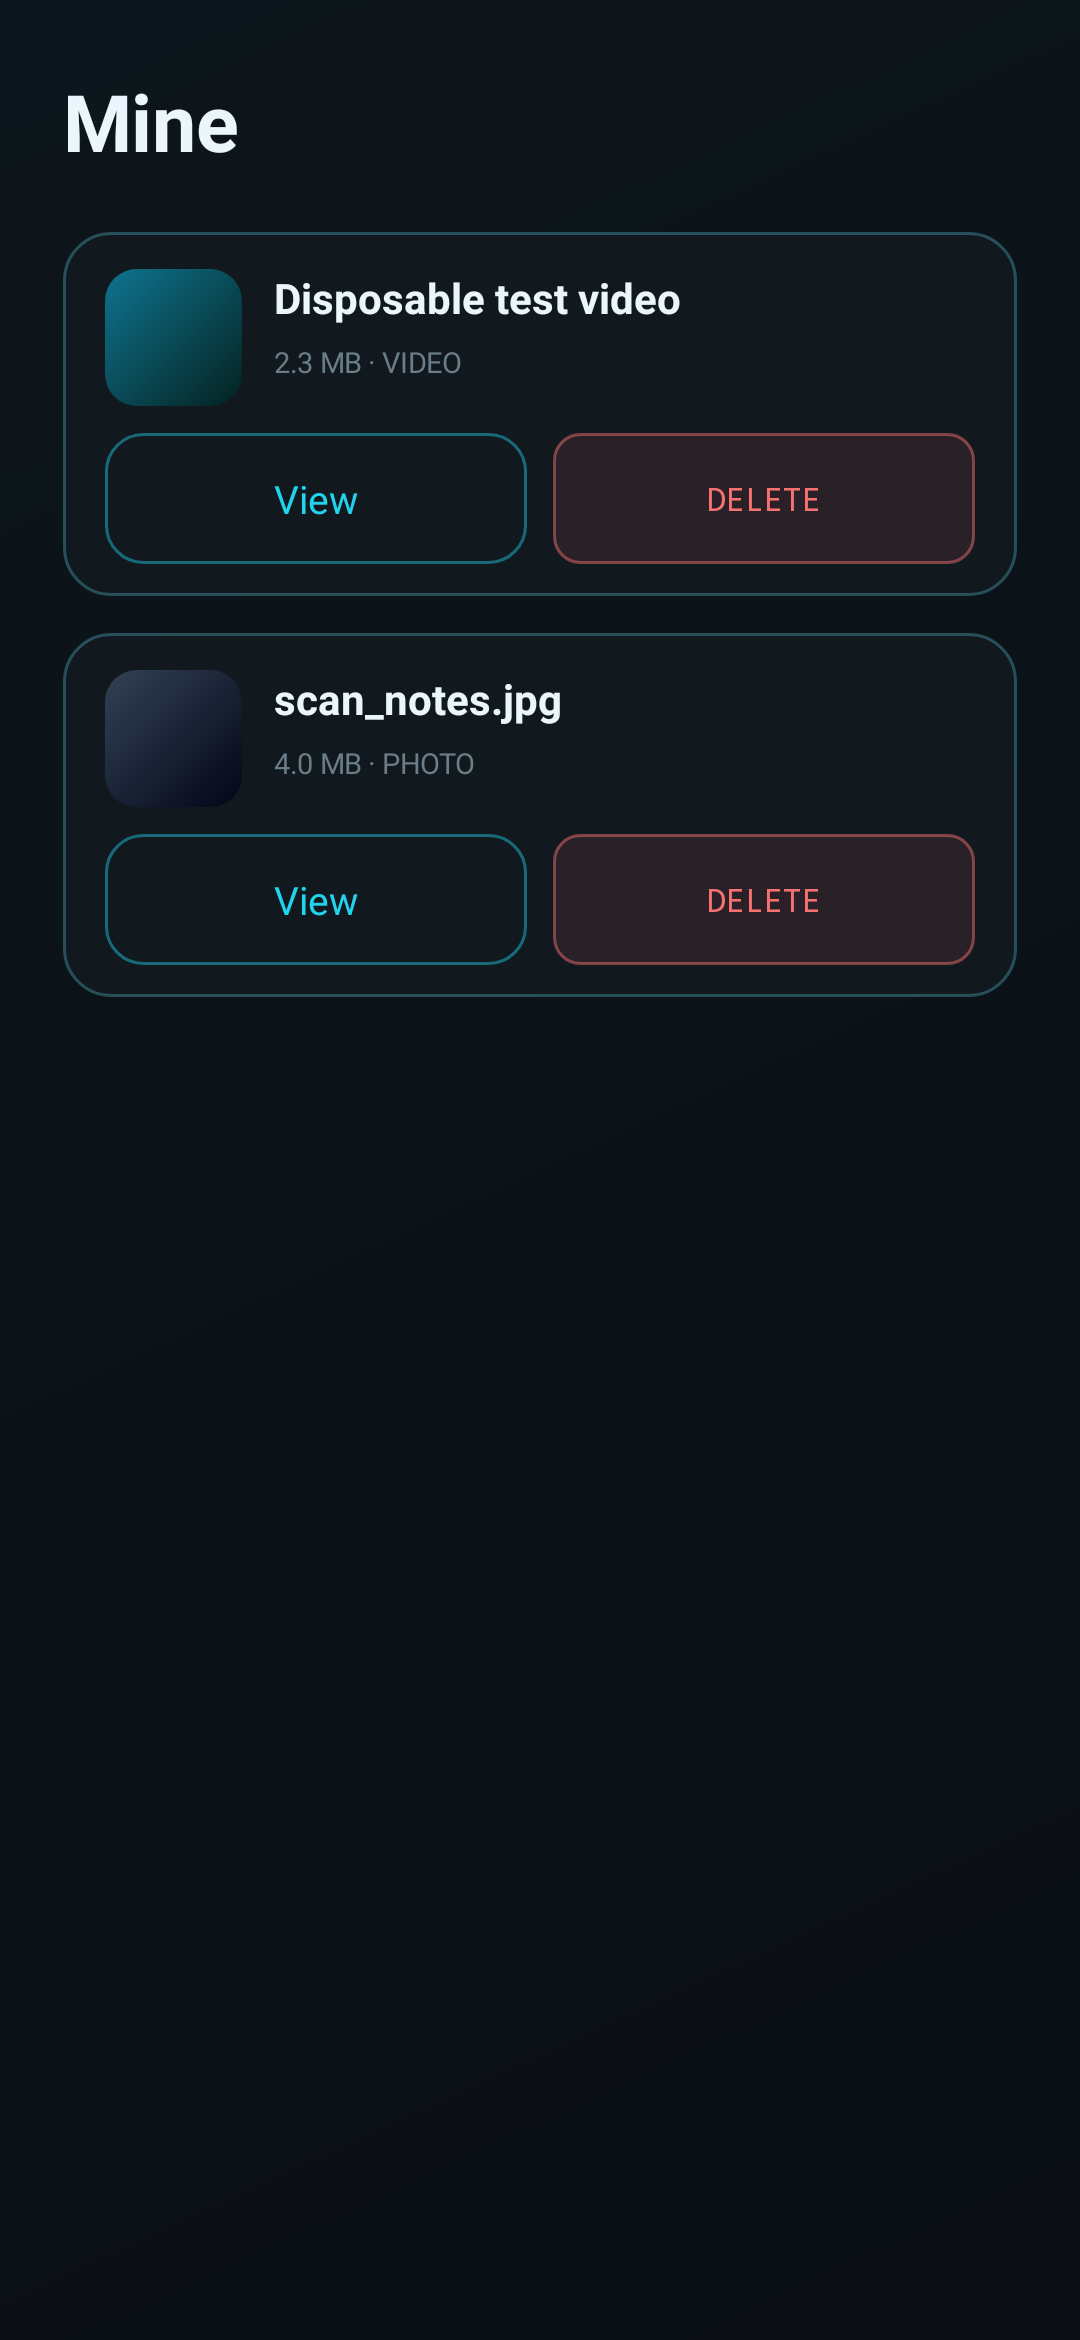 Mine
Disposable test video
2.3 MB · VIDEO
View
DELETE
scan_notes.jpg
4.0 MB · PHOTO
View
DELETE